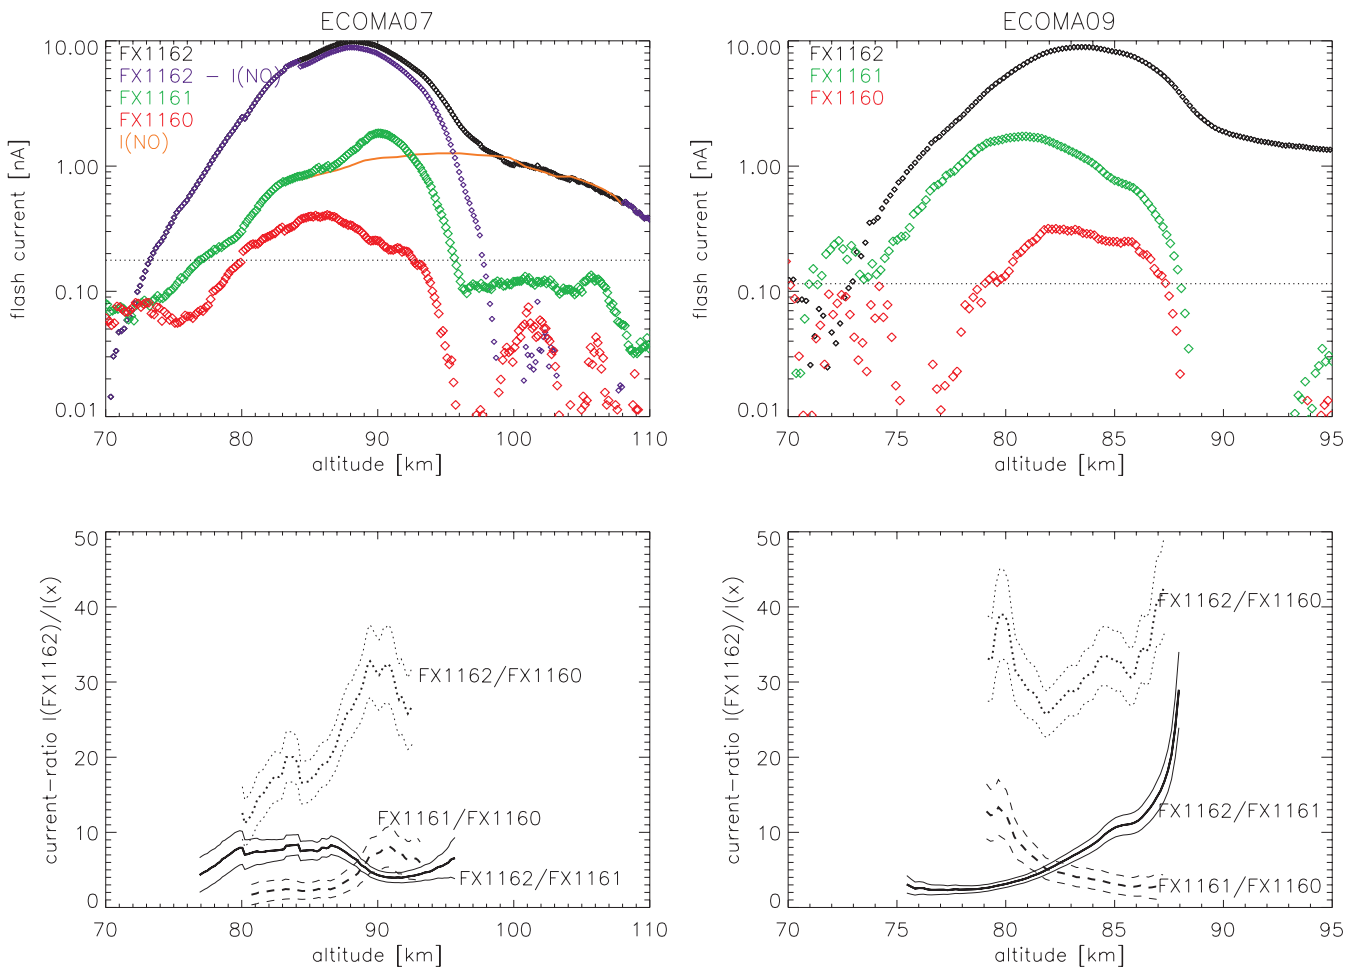 ECOMA07
10.00
1.00
0.10
0.01
flash current [nA]
FX1162
FX1162 - I(NO)
FX1161
FX1160
I(NO)
70
80
90
100
110
altitude [km]
ECOMA09
10.00
1.00
0.10
0.01
flash current [nA]
FX1162
FX1161
FX1160
70
75
80
85
90
95
altitude [km]
50
40
30
20
10
0
current-ratio I(FX1162)/I(x)
FX1162/FX1160
FX1161/FX1160
FX1162/FX1161
70
80
90
100
110
altitude [km]
50
40
30
20
10
0
current-ratio I(FX1162)/I(x)
FX1162/FX1160
FX1162/FX1161
FX1161/FX1160
70
75
80
85
90
95
altitude [km]